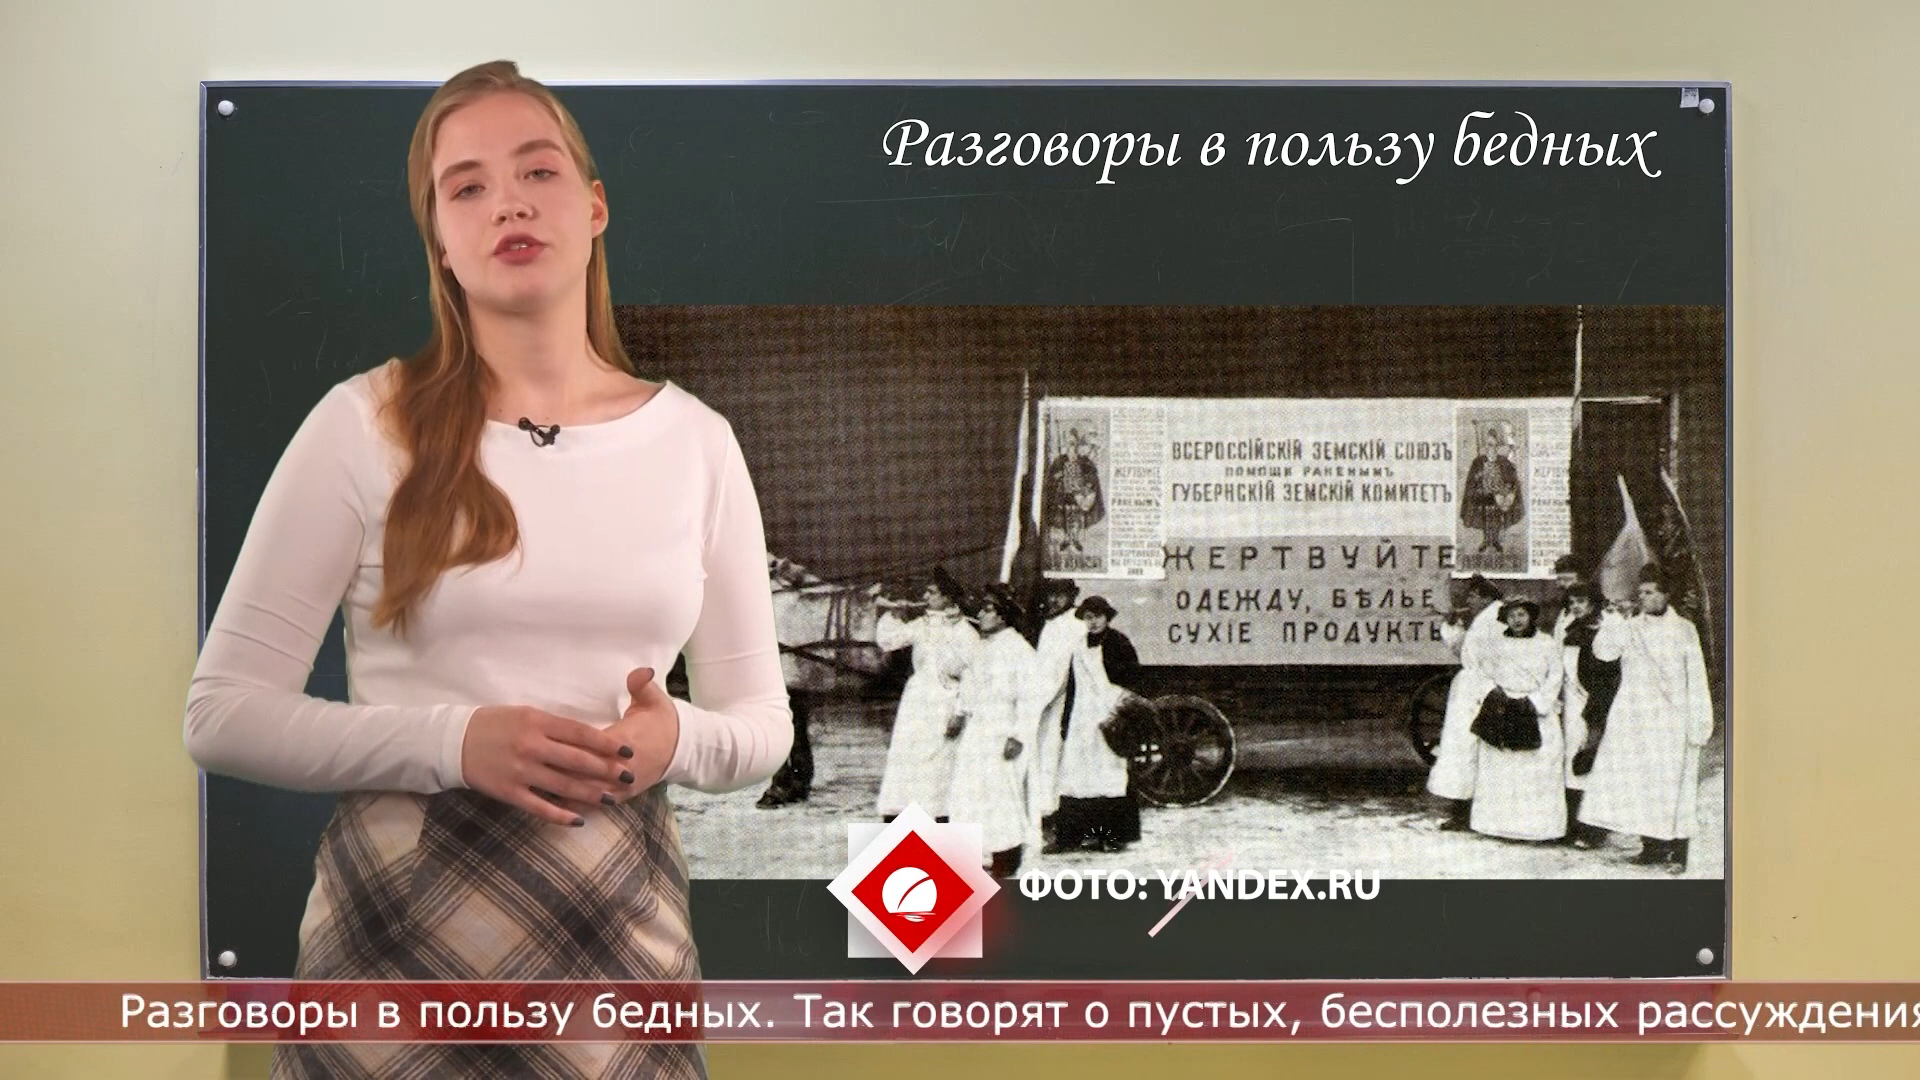 Разговоры в пользу бедных
ВСЕРОССІЙСКІЙ ЗЕМСКІЙ СОЮЗЪ
ПОМОЩИ РАНЕНЫМЪ
ГУБЕРНСКІЙ ЗЕМСКІЙ КОМИТЕТЪ
ЖЕРТВУЙТЕ
ОДЕЖДУ, БѢЛЬЕ
СУХІЕ ПРОДУКТЫ
ФОТО: YANDEX.RU
Разговоры в пользу бедных. Так говорят о пустых, бесполезных рассуждения